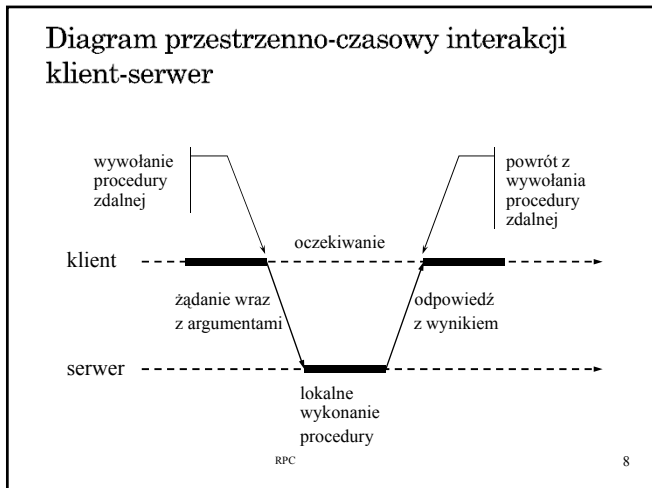 Diagram przestrzenno-czasowy interakcji
klient-serwer
wywołanie
procedury
zdalnej
powrót z
wywołania
procedury
zdalnej
oczekiwanie
klient
żądanie wraz
z argumentami
odpowiedź
z wynikiem
serwer
lokalne
wykonanie
procedury
RPC
8